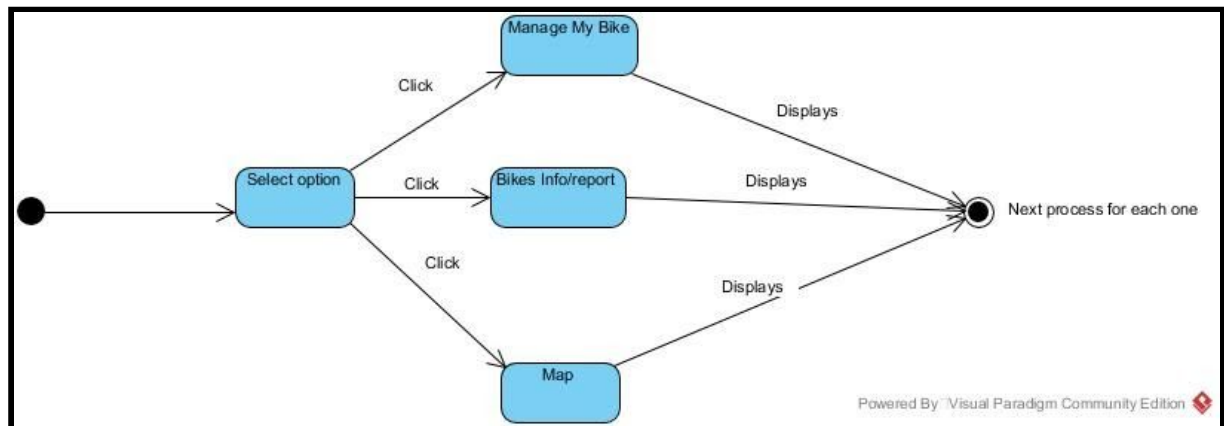 Manage My Bike
Click
Displays
Select option
Click
Bikes Info/report
Displays
Next process for each one
Click
Displays
Map
Powered By Visual Paradigm Community Edition